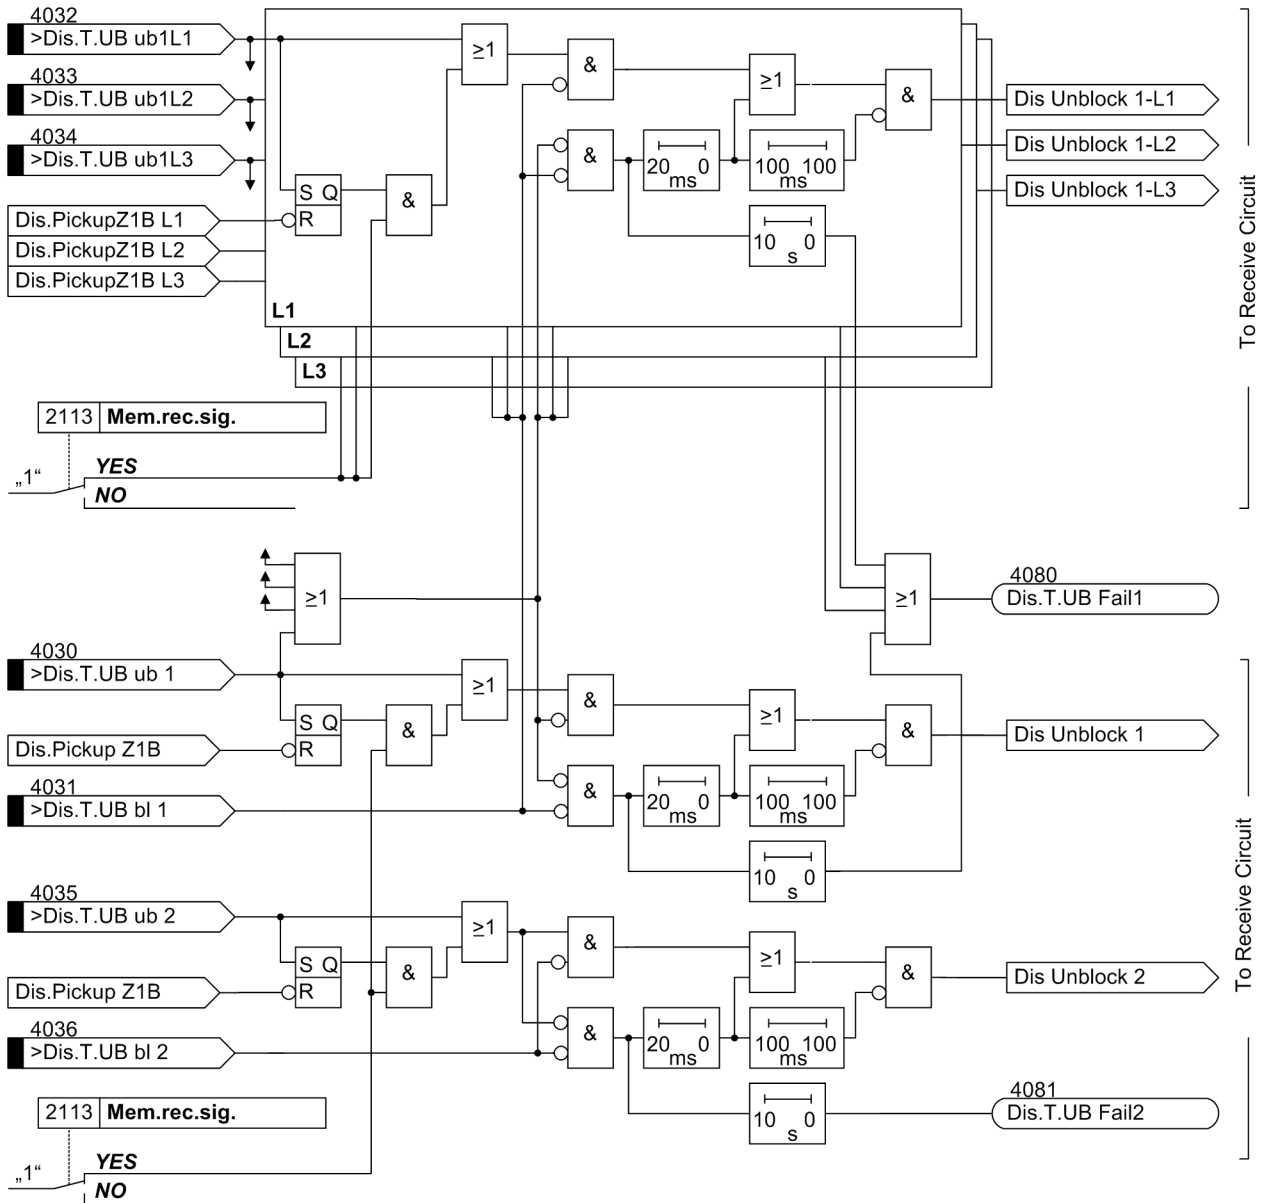 4032
>Dis.T.UB ub1L1
4033
>Dis.T.UB ub1L2
4034
>Dis.T.UB ub1L3
Dis.PickupZ1B L1
Dis.PickupZ1B L2
Dis.PickupZ1B L3
S Q
R
&
≥1
&
&
20 0
ms
≥1
100 100
ms
10 0
s
&
Dis Unblock 1-L1
Dis Unblock 1-L2
Dis Unblock 1-L3
To Receive Circuit
L1
L2
L3
2113 Mem.rec.sig.
„1“
YES
NO
≥1
≥1
4080
Dis.T.UB Fail1
4030
>Dis.T.UB ub 1
Dis.Pickup Z1B
4031
>Dis.T.UB bl 1
S Q
R
&
≥1
&
&
20 0
ms
≥1
100 100
ms
10 0
s
&
Dis Unblock 1
To Receive Circuit
4035
>Dis.T.UB ub 2
Dis.Pickup Z1B
4036
>Dis.T.UB bl 2
S Q
R
&
≥1
&
&
20 0
ms
≥1
100 100
ms
10 0
s
&
Dis Unblock 2
4081
Dis.T.UB Fail2
2113 Mem.rec.sig.
„1“
YES
NO